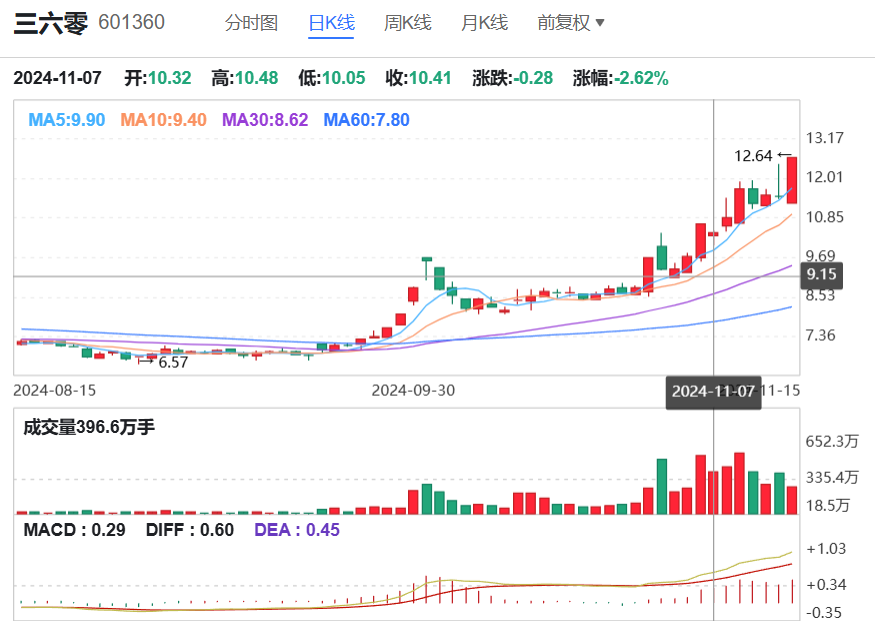 三六零 601360 分时图 日K线 周K线 月K线 前复权▼
2024-11-07 开:10.32 高:10.48 低:10.05 收:10.41 涨跌:-0.28 涨幅:-2.62%
MA5:9.90 MA10:9.40 MA30:8.62 MA60:7.80
13.17
12.64
12.01
10.85
9.69
9.15
8.53
7.36
6.57
2024-08-15 2024-09-30 2024-11-07 11-15
成交量396.6万手
652.3万
335.4万
18.5万
MACD : 0.29 DIFF : 0.60 DEA : 0.45
+1.03
+0.34
-0.35